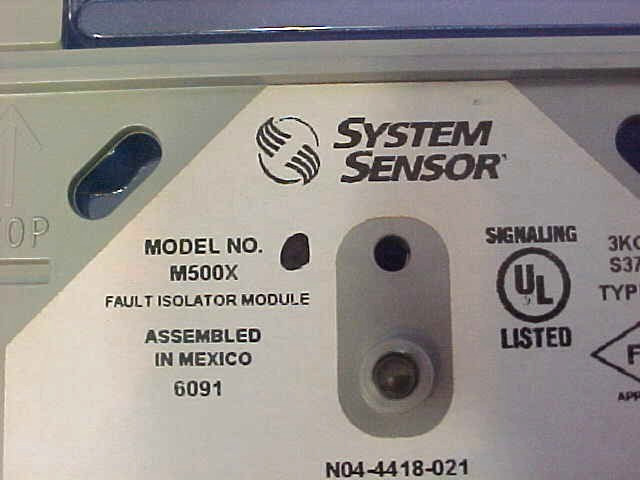 SYSTEM
SENSOR
MODEL NO.
M500X
FAULT ISOLATOR MODULE
ASSEMBLED
IN MEXICO
6091
SIGNALING
UL
LISTED
N04-4418-021